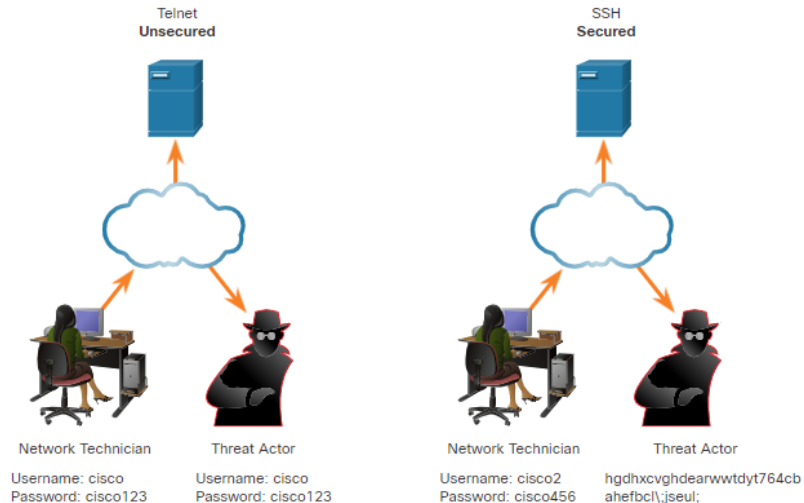 Telnet
Unsecured
Network Technician
Username: cisco
Password: cisco123
Threat Actor
Username: cisco
Password: cisco123
SSH
Secured
Network Technician
Username: cisco2
Password: cisco456
Threat Actor
hgdhxcvghdearwwtdyt764cb
ahefbcl\;jseul;